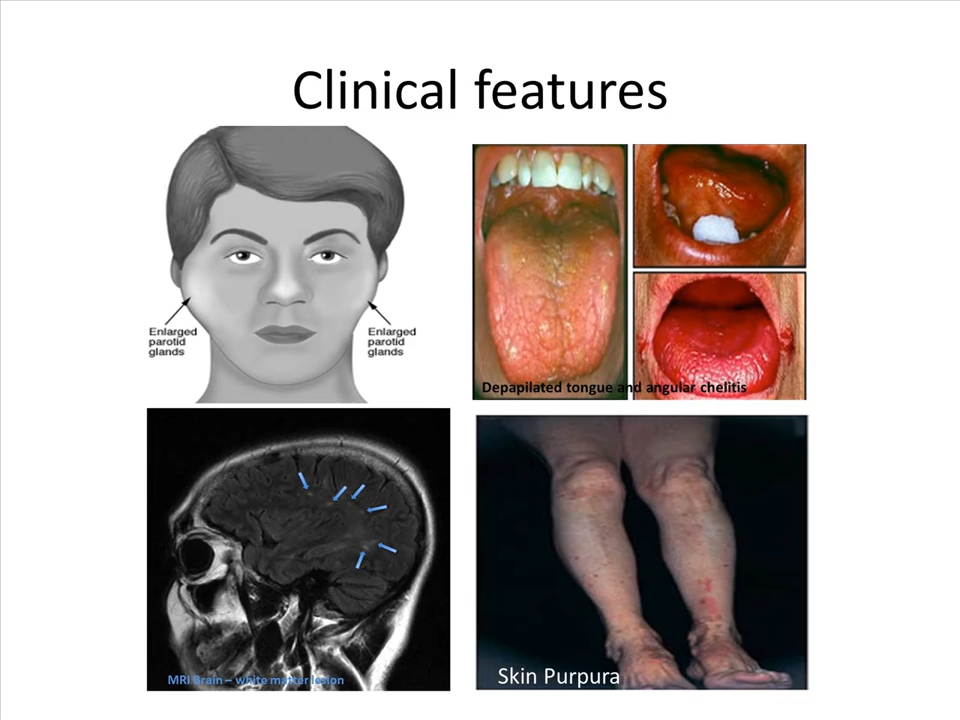 Clinical features
Enlarged
parotid
glands
Enlarged
parotid
glands
Depapilated tongue and angular chelitis
MRI Brain – white matter lesion
Skin Purpura